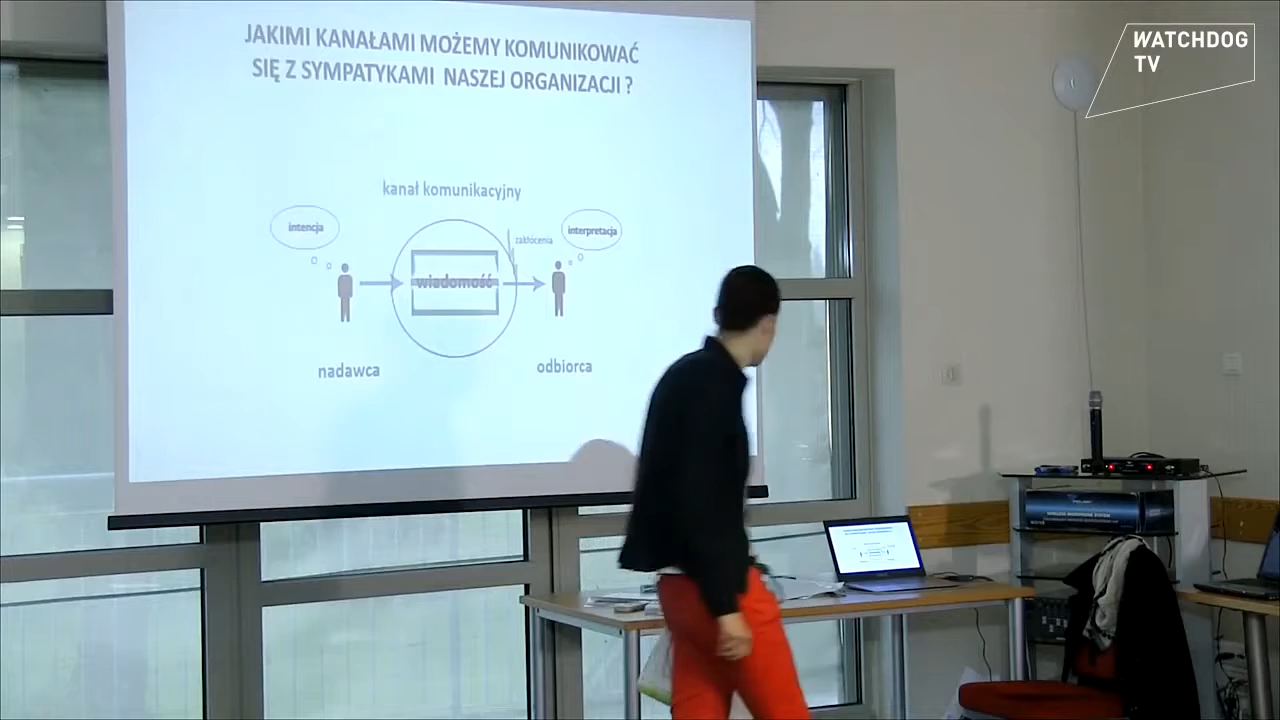 JAKIMI KANAŁAMI MOŻEMY KOMUNIKOWAĆ
SIĘ Z SYMPATYKAMI NASZEJ ORGANIZACJI ?
WATCHDOG
TV
kanał komunikacyjny
intencja
zakłócenia
interpretacja
wiadomość
nadawca
odbiorca